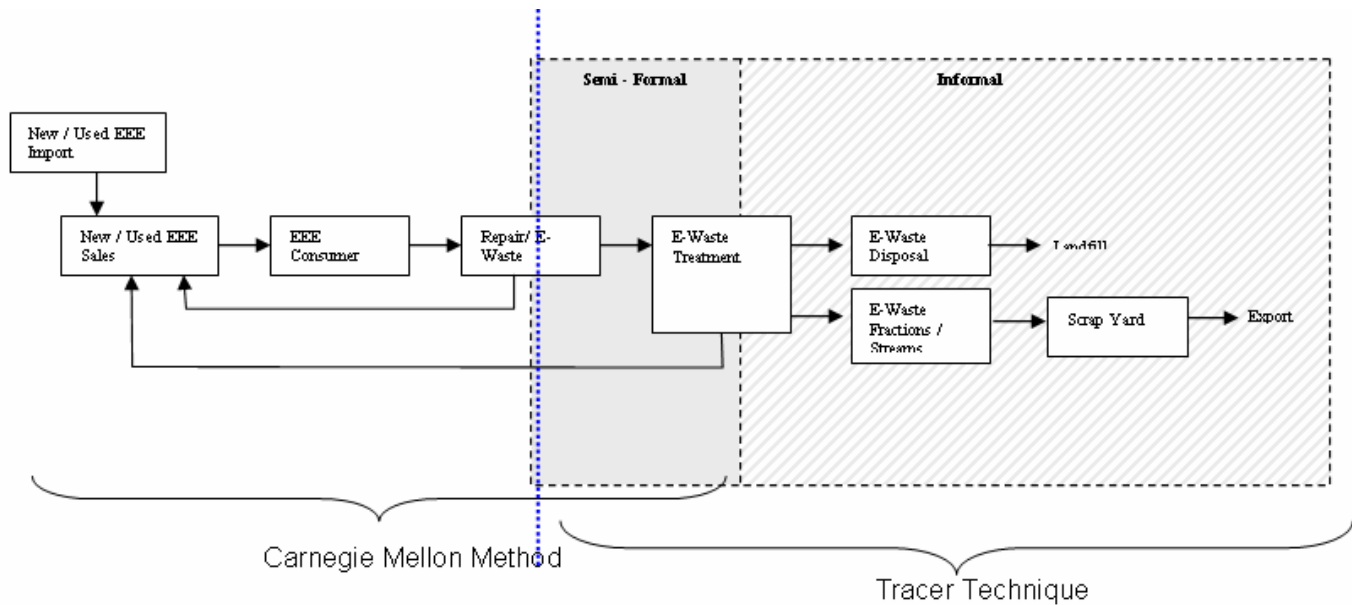 Semi - Formal
Informal
New / Used EEE
Import
New / Used EEE
Sales
EEE
Consumer
Repair/ E-
Waste
E-Waste
Treatment
E-Waste
Disposal
Landfill
E-Waste
Fractions /
Streams
Scrap Yard
Export
Carnegie Mellon Method
Tracer Technique